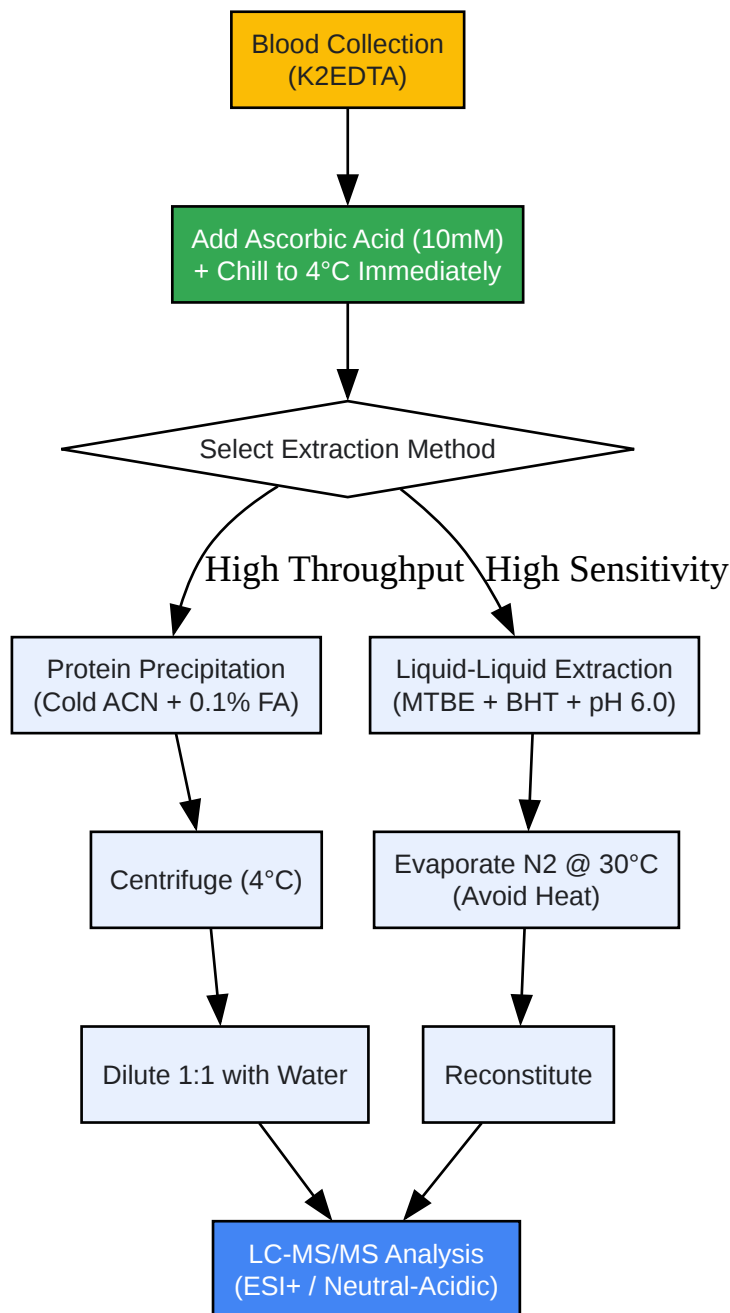 Blood Collection
(K2EDTA)
Add Ascorbic Acid (10mM)
+ Chill to 4°C Immediately
Select Extraction Method
High Throughput
High Sensitivity
Protein Precipitation
(Cold ACN + 0.1% FA)
Liquid-Liquid Extraction
(MTBE + BHT + pH 6.0)
Centrifuge (4°C)
Evaporate N2 @ 30°C
(Avoid Heat)
Dilute 1:1 with Water
Reconstitute
LC-MS/MS Analysis
(ESI+ / Neutral-Acidic)